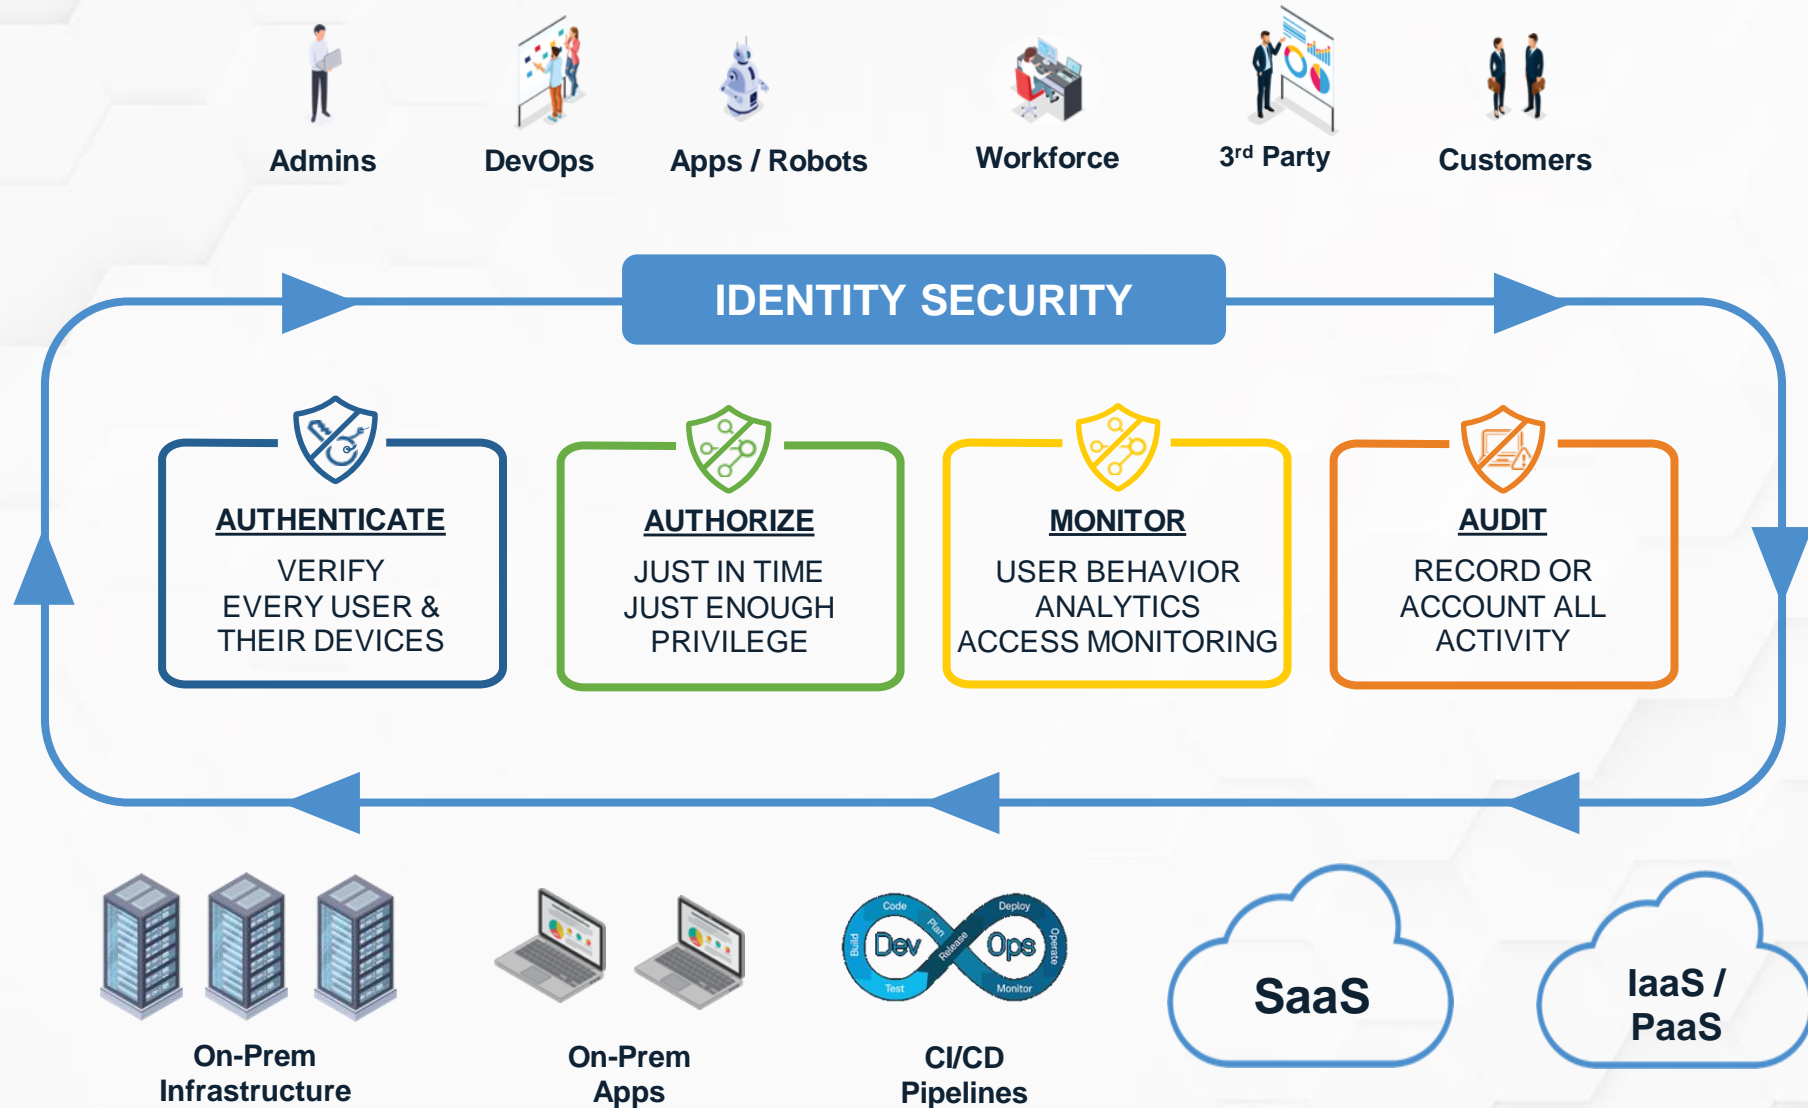 Admins
DevOps
Apps / Robots
Workforce
3rd Party
Customers
IDENTITY SECURITY
AUTHENTICATE
VERIFY
EVERY USER &
THEIR DEVICES
AUTHORIZE
JUST IN TIME
JUST ENOUGH
PRIVILEGE
MONITOR
USER BEHAVIOR
ANALYTICS
ACCESS MONITORING
AUDIT
RECORD OR
ACCOUNT ALL
ACTIVITY
On-Prem
Infrastructure
On-Prem
Apps
Code
Plan
Build
Dev
Test
Release
Deploy
Ops
Operate
Monitor
CI/CD
Pipelines
SaaS
IaaS /
PaaS